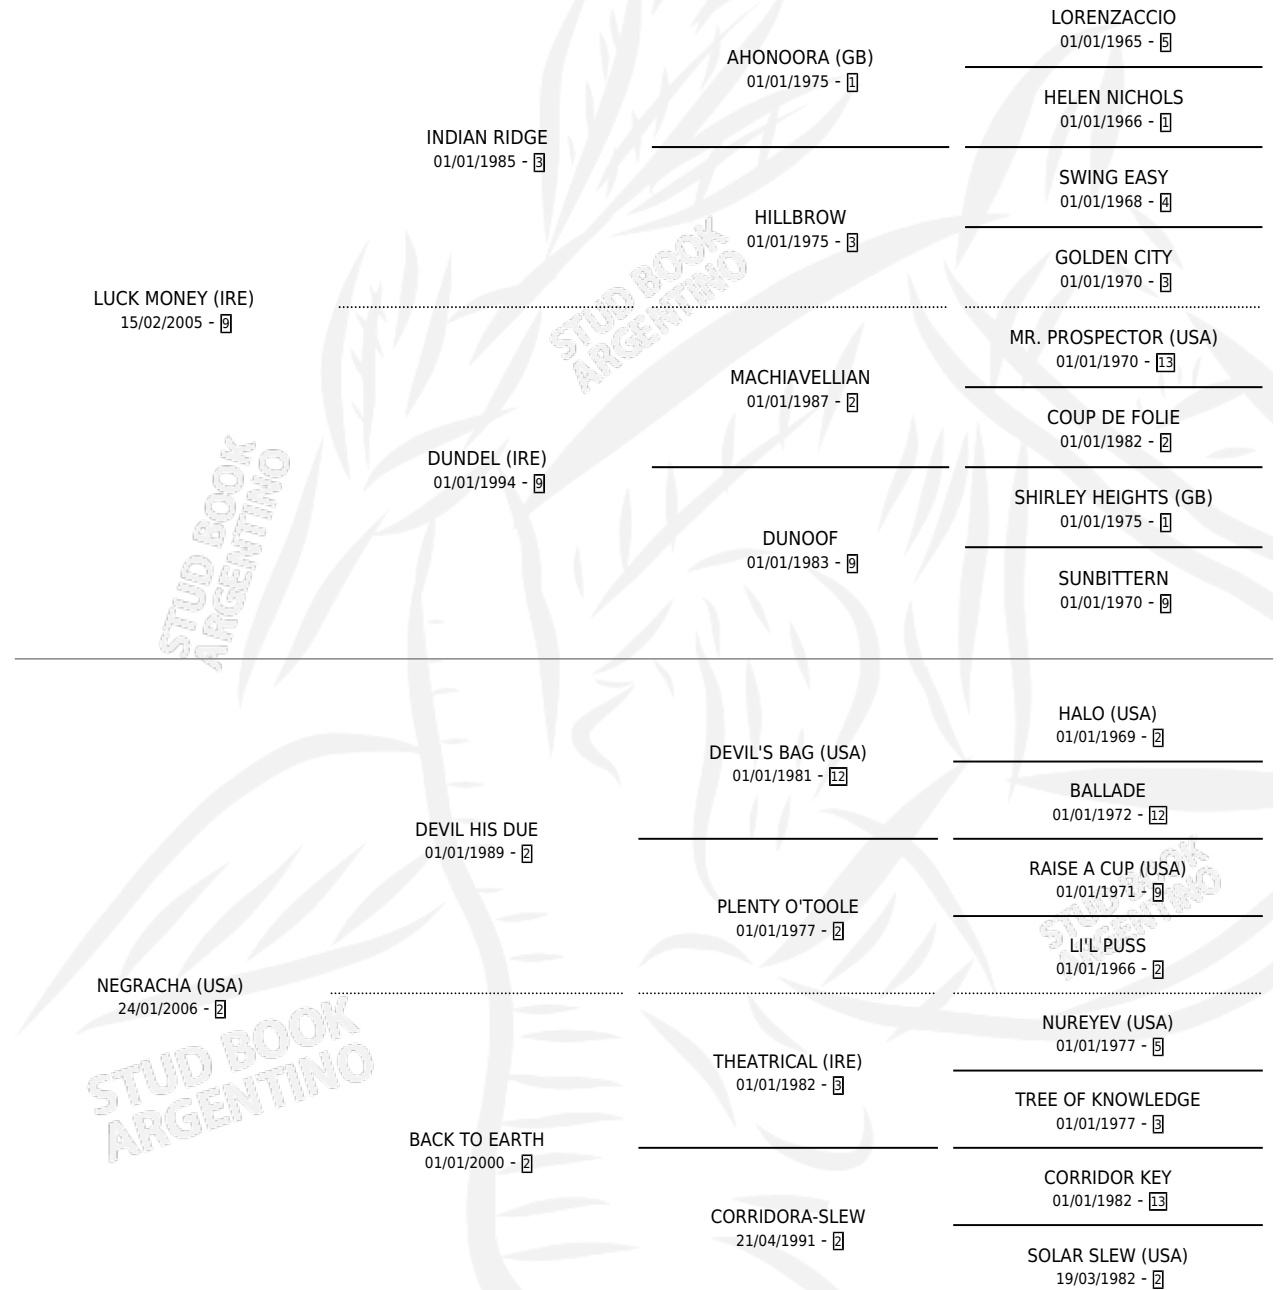 LORENZACCIO
01/01/1965 - 5
AHONOORA (GB)
01/01/1975 - 1
HELEN NICHOLS
01/01/1966 - 1
INDIAN RIDGE
01/01/1985 - 3
SWING EASY
01/01/1968 - 4
HILLBROW
01/01/1975 - 3
GOLDEN CITY
01/01/1970 - 3
LUCK MONEY (IRE)
15/02/2005 - 9
MR. PROSPECTOR (USA)
01/01/1970 - 13
MACHIAVELLIAN
01/01/1987 - 2
COUP DE FOLIE
01/01/1982 - 2
DUNDEL (IRE)
01/01/1994 - 9
SHIRLEY HEIGHTS (GB)
01/01/1975 - 1
DUNOOF
01/01/1983 - 9
SUNBITTERN
01/01/1970 - 9
HALO (USA)
01/01/1969 - 2
DEVIL'S BAG (USA)
01/01/1981 - 12
BALLADE
01/01/1972 - 12
DEVIL HIS DUE
01/01/1989 - 2
RAISE A CUP (USA)
01/01/1971 - 9
PLENTY O'TOOLE
01/01/1977 - 2
LI'L PUSS
01/01/1966 - 2
NEGRACHA (USA)
24/01/2006 - 2
NUREYEV (USA)
01/01/1977 - 5
THEATRICAL (IRE)
01/01/1982 - 3
TREE OF KNOWLEDGE
01/01/1977 - 3
BACK TO EARTH
01/01/2000 - 2
CORRIDOR KEY
01/01/1982 - 13
CORRIDORA-SLEW
21/04/1991 - 2
SOLAR SLEW (USA)
19/03/1982 - 2
STUD BOOK
ARGENTINO
STUD BOOK
ARGENTINO
STUD BOOK
ARGENTINO
STUD BOOK
ARGENTINO